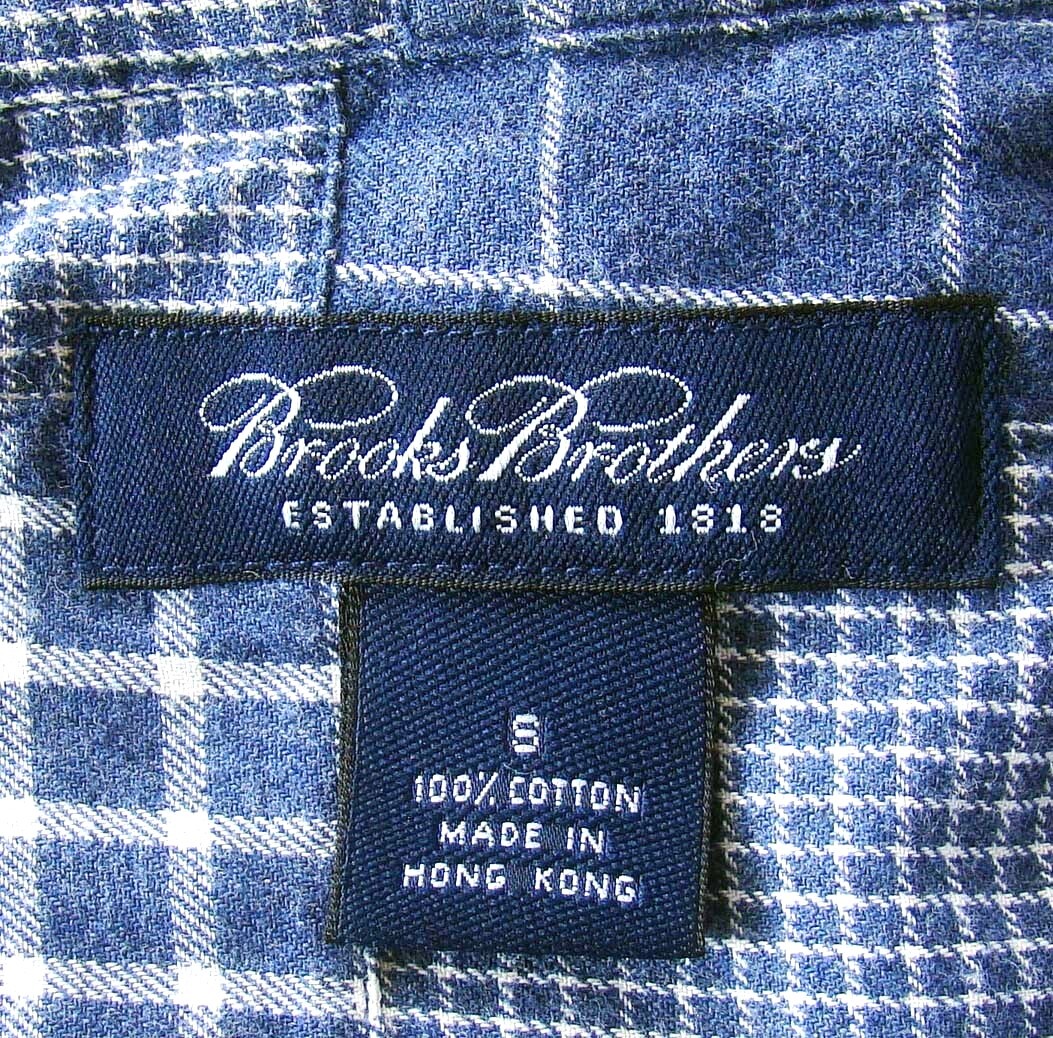 Brooks Brothers
ESTABLISHED 1818
S
100% COTTON
MADE IN
HONG KONG